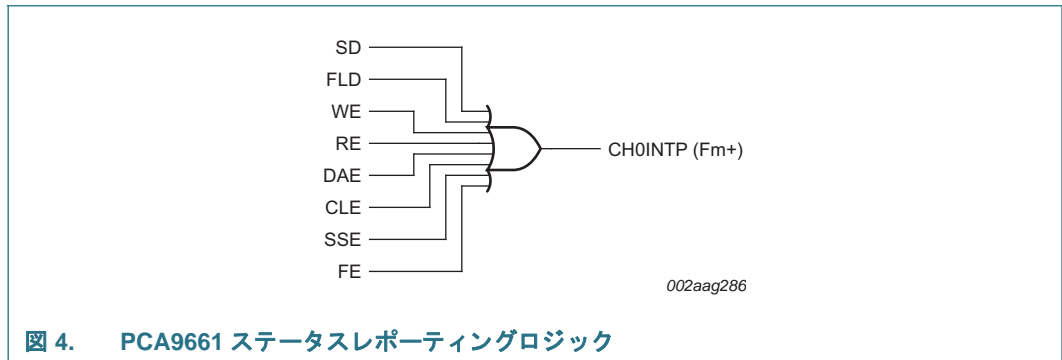 SD
FLD
WE
RE
DAE
CLE
SSE
FE
CH0INTP (Fm+)
002aag286
図 4. PCA9661 ステータスレポーティングロジック